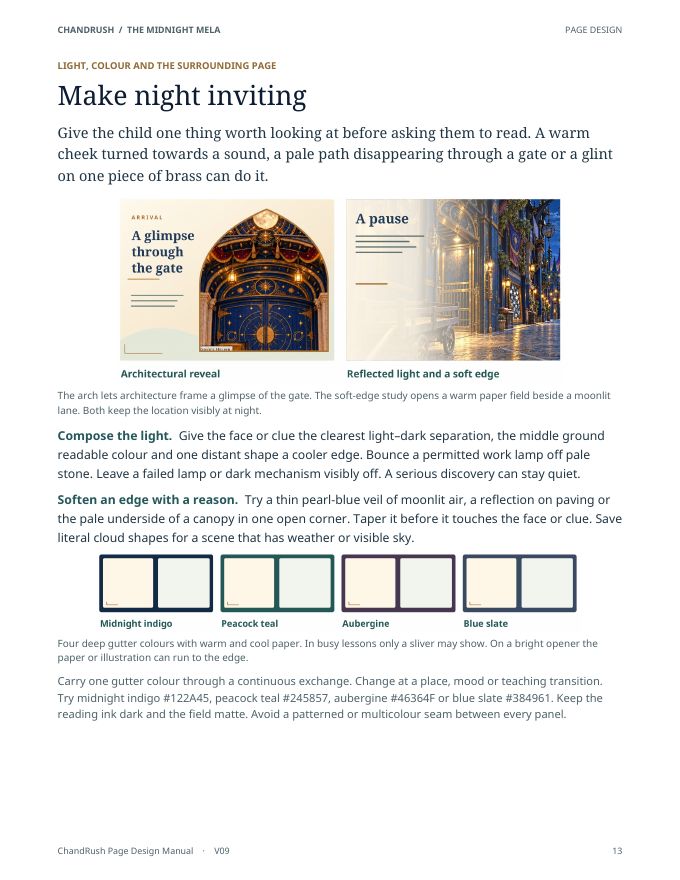 CHANDRUSH / THE MIDNIGHT MELA
PAGE DESIGN
LIGHT, COLOUR AND THE SURROUNDING PAGE
Make night inviting
Give the child one thing worth looking at before asking them to read. A warm
cheek turned towards a sound, a pale path disappearing through a gate or a glint
on one piece of brass can do it.
ARRIVAL
A glimpse
through
the gate
A pause
Architectural reveal
Reflected light and a soft edge
The arch lets architecture frame a glimpse of the gate. The soft-edge study opens a warm paper field beside a moonlit
lane. Both keep the location visibly at night.
Compose the light. Give the face or clue the clearest light–dark separation, the middle ground
readable colour and one distant shape a cooler edge. Bounce a permitted work lamp off pale
stone. Leave a failed lamp or dark mechanism visibly off. A serious discovery can stay quiet.
Soften an edge with a reason. Try a thin pearl-blue veil of moonlit air, a reflection on paving or
the pale underside of a canopy in one open corner. Taper it before it touches the face or clue. Save
literal cloud shapes for a scene that has weather or visible sky.
Midnight indigo
Peacock teal
Aubergine
Blue slate
Four deep gutter colours with warm and cool paper. In busy lessons only a sliver may show. On a bright opener the
paper or illustration can run to the edge.
Carry one gutter colour through a continuous exchange. Change at a place, mood or teaching transition.
Try midnight indigo #122A45, peacock teal #245857, aubergine #46364F or blue slate #384961. Keep the
reading ink dark and the field matte. Avoid a patterned or multicolour seam between every panel.
ChandRush Page Design Manual · V09
13